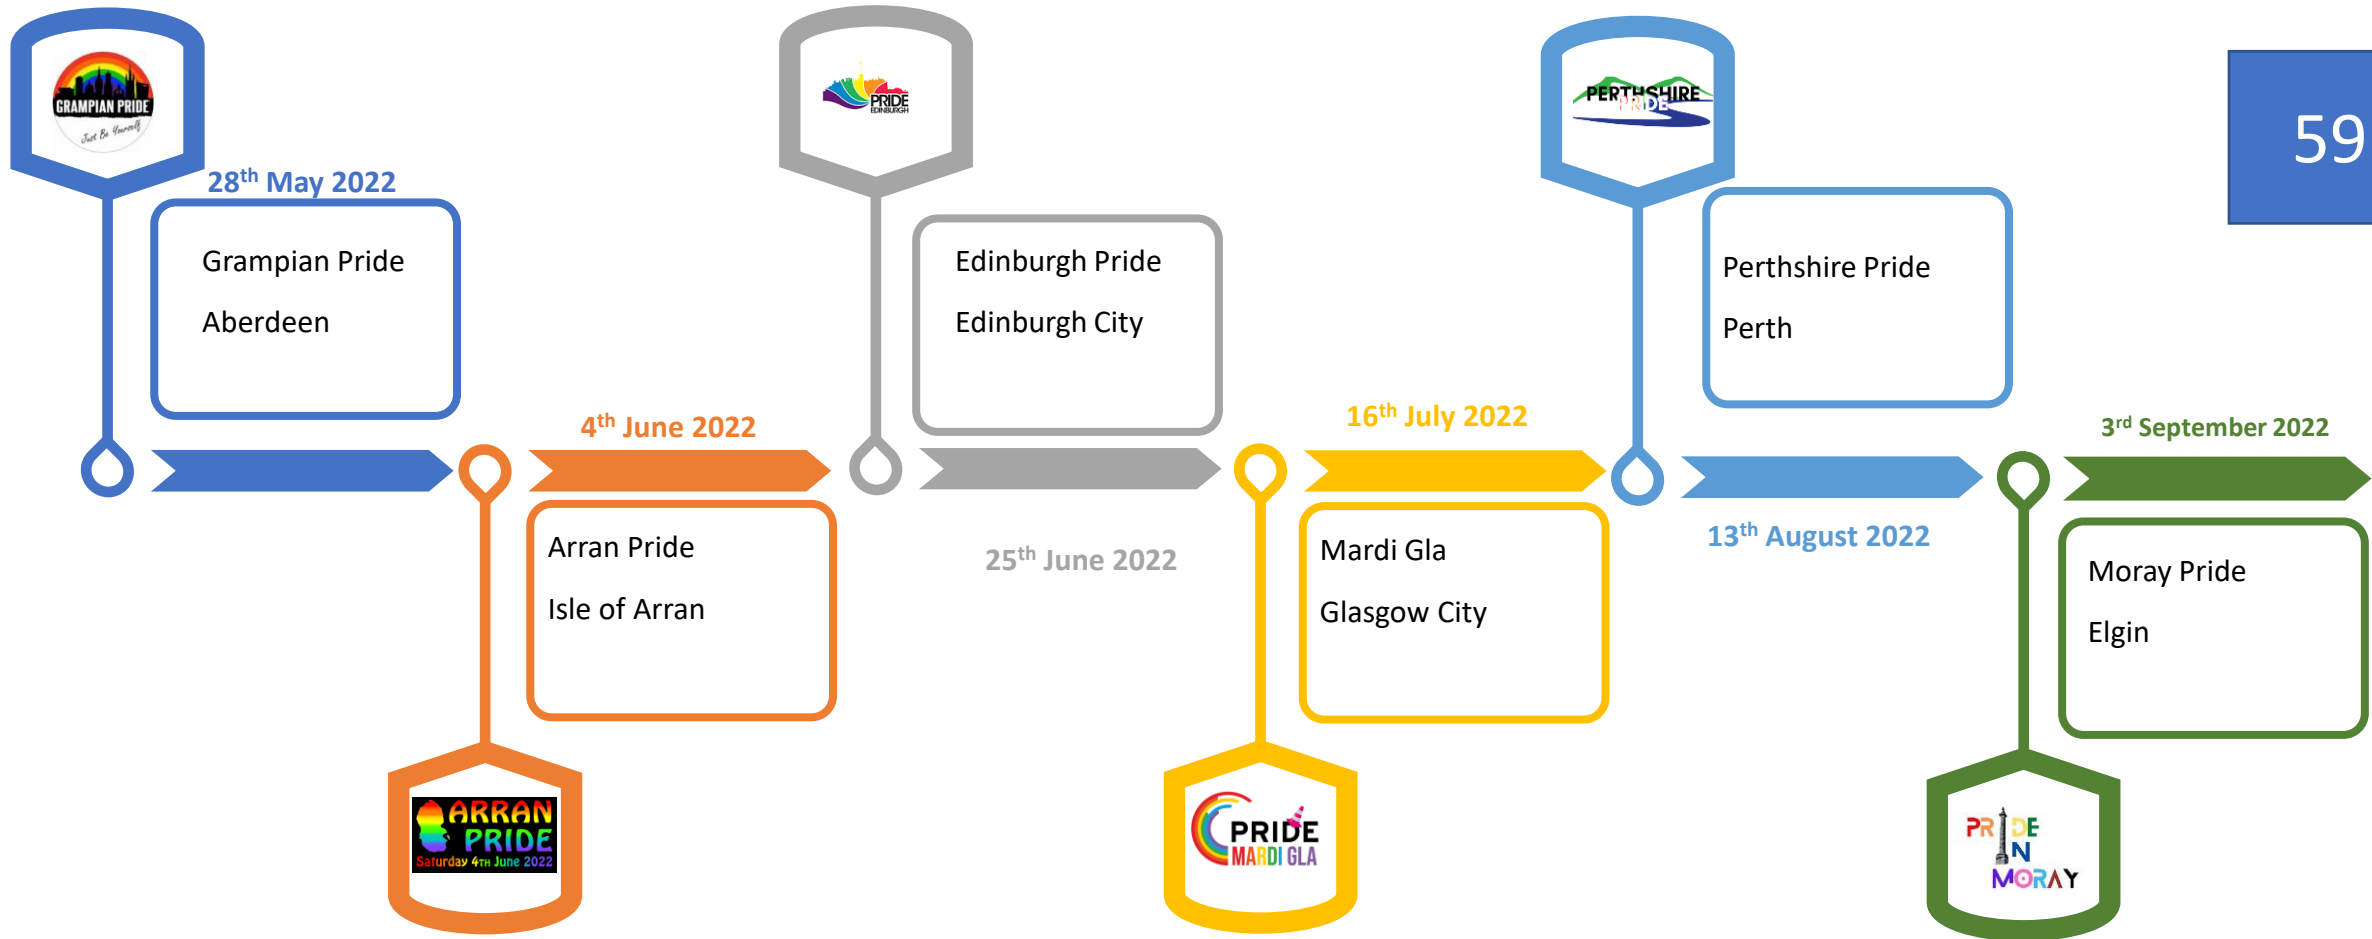 GRAMPIAN PRIDE
Just Be Yourself
28th May 2022
Grampian Pride
Aberdeen
4th June 2022
Arran Pride
Isle of Arran
ARRAN
PRIDE
Saturday 4TH June 2022
PRIDE
EDINBURGH
Edinburgh Pride
Edinburgh City
25th June 2022
16th July 2022
Mardi Gla
Glasgow City
PRIDE
MARDI GLA
PERTHSHIRE
PRIDE
Perthshire Pride
Perth
13th August 2022
3rd September 2022
Moray Pride
Elgin
PRIDE
IN
MORAY
59